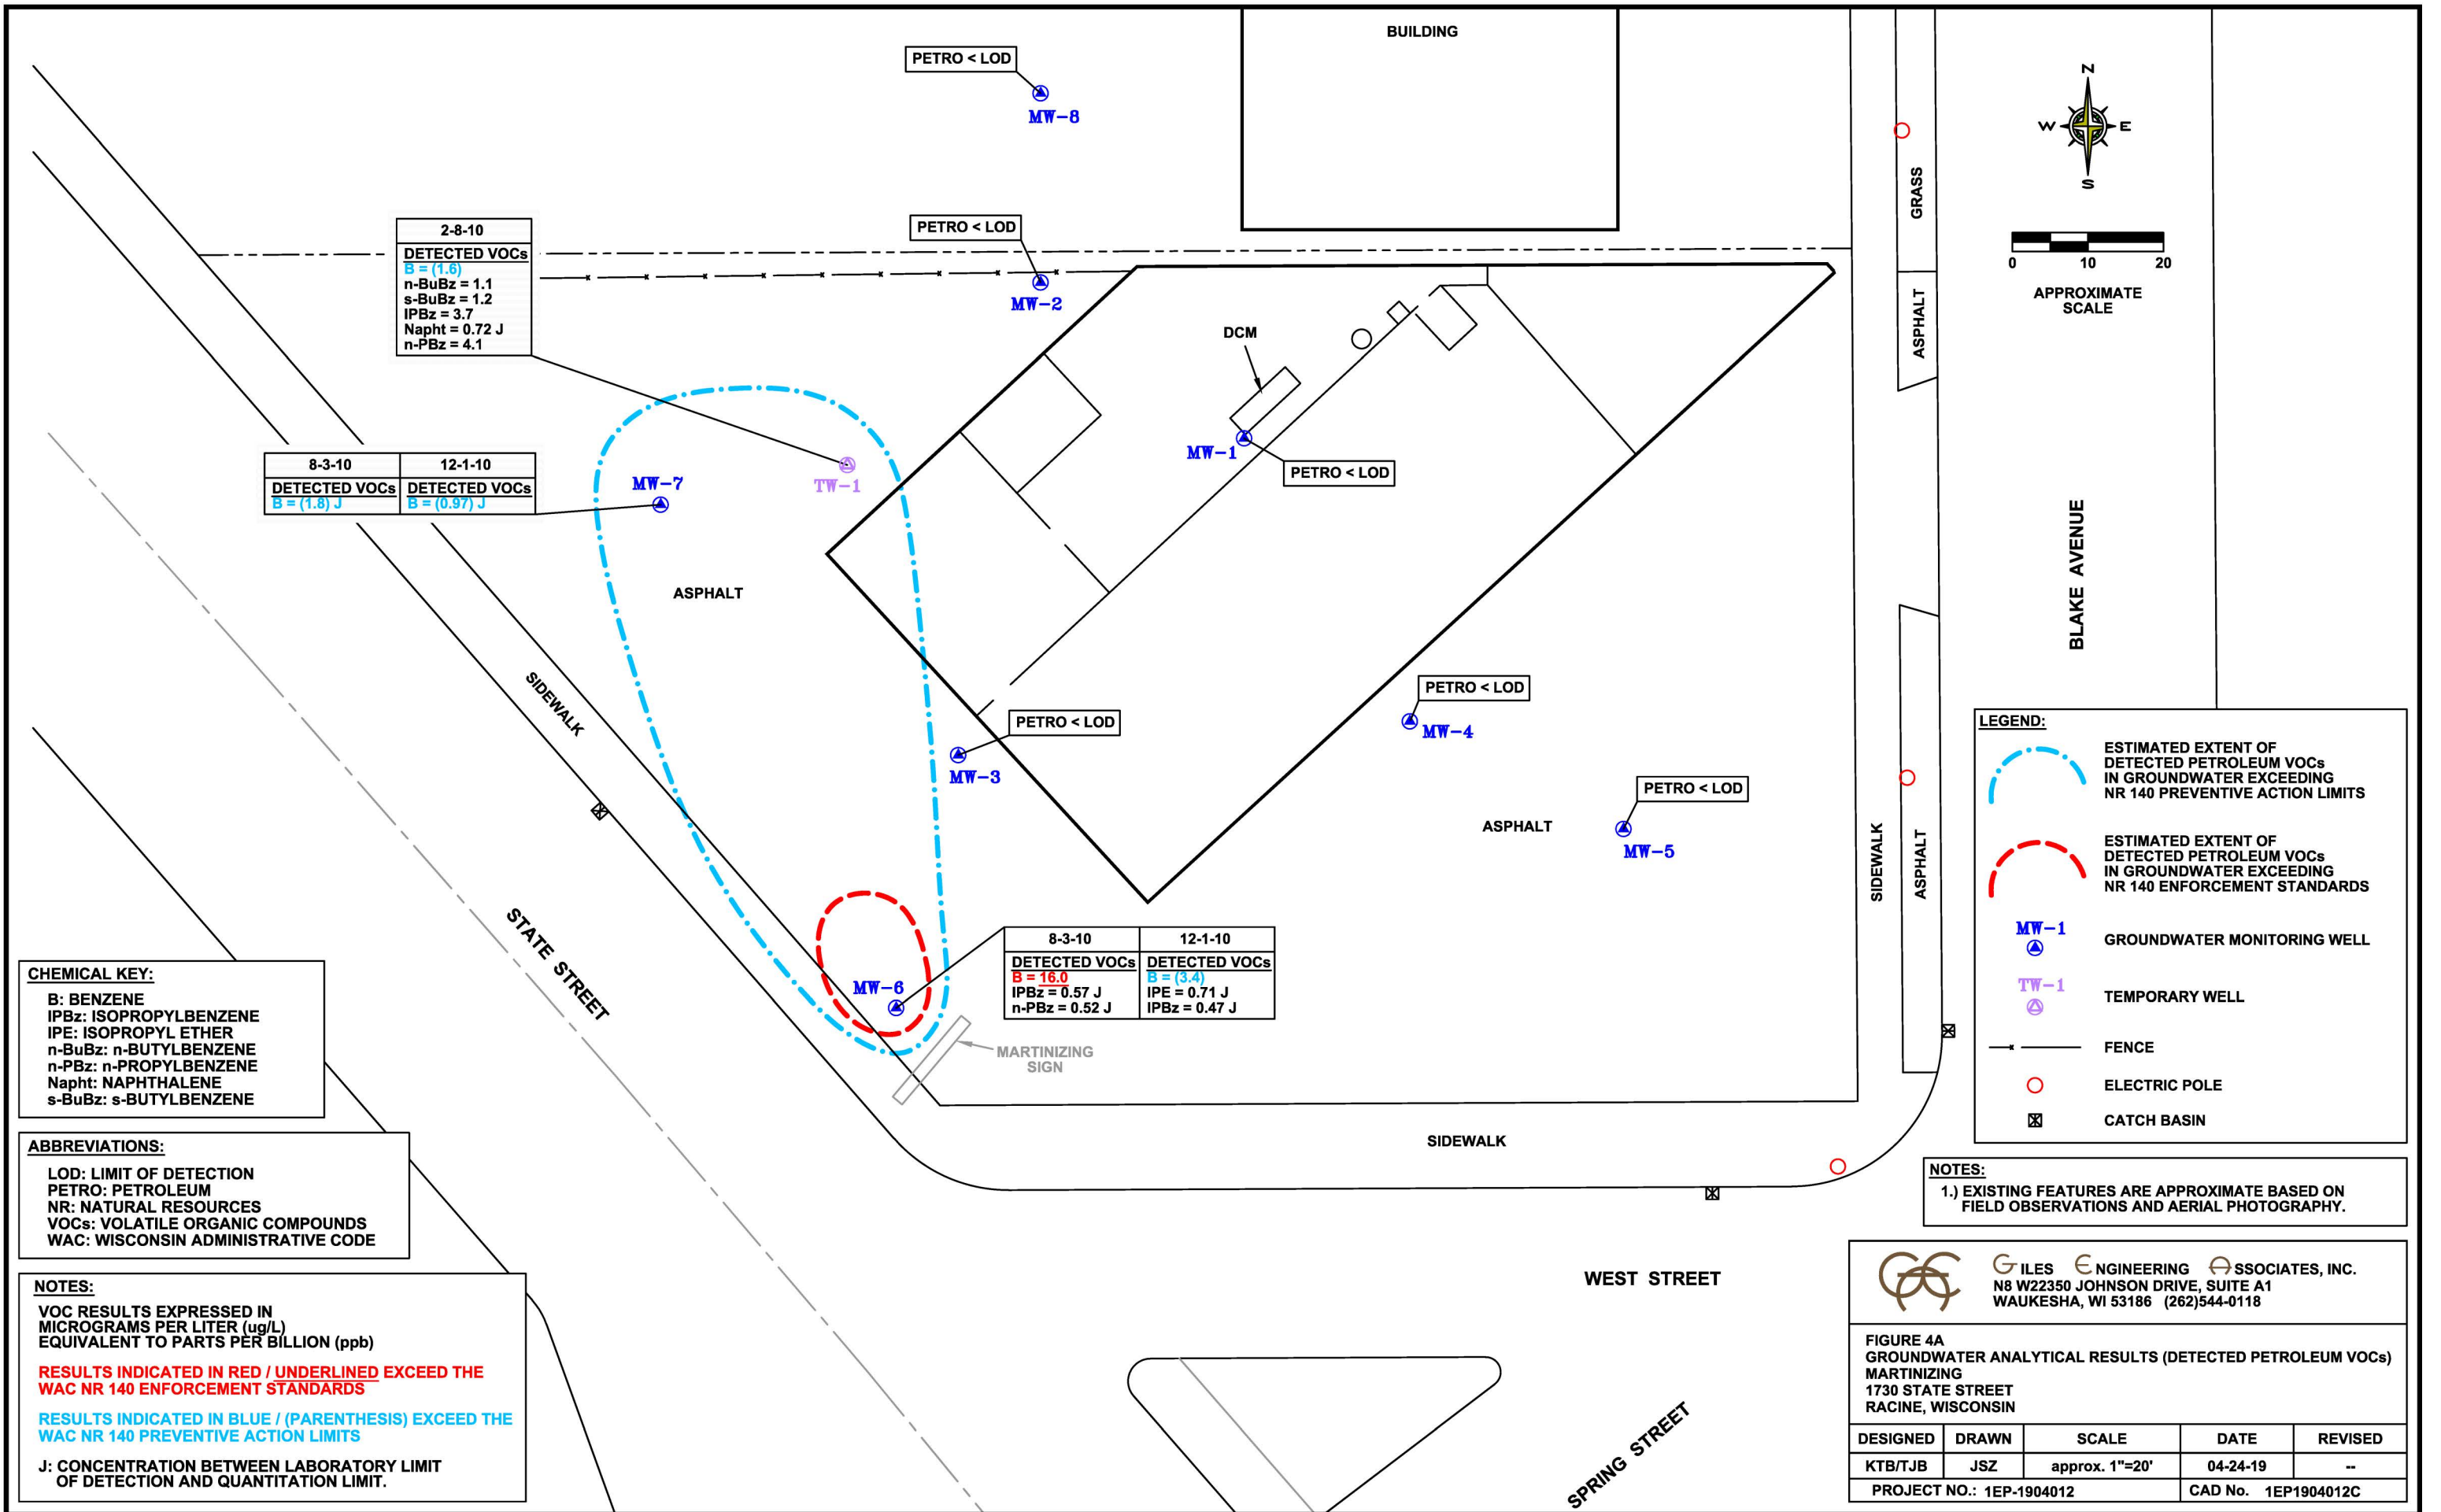 BUILDING
PETRO < LOD
MW-8
N
W
E
S
0 10 20
APPROXIMATE
SCALE
GRASS
ASPHALT
2-8-10
DETECTED VOCs
B = (1.6)
n-BuBz = 1.1
s-BuBz = 1.2
IPBz = 3.7
Napht = 0.72 J
n-PBz = 4.1
PETRO < LOD
MW-2
DCM
MW-1
PETRO < LOD
8-3-10 12-1-10
DETECTED VOCs DETECTED VOCs
B = (1.8) J B = (0.97) J
MW-7
TW-1
ASPHALT
SIDEWALK
BLAKE AVENUE
PETRO < LOD
MW-3
PETRO < LOD
MW-4
PETRO < LOD
MW-5
ASPHALT
SIDEWALK
ASPHALT
STATE STREET
MW-6
8-3-10 12-1-10
DETECTED VOCs DETECTED VOCs
B = 16.0 B = (3.4)
IPBz = 0.57 J IPE = 0.71 J
n-PBz = 0.52 J IPBz = 0.47 J
MARTINIZING
SIGN
SIDEWALK
WEST STREET
SPRING STREET
LEGEND:
ESTIMATED EXTENT OF
DETECTED PETROLEUM VOCs
IN GROUNDWATER EXCEEDING
NR 140 PREVENTIVE ACTION LIMITS
ESTIMATED EXTENT OF
DETECTED PETROLEUM VOCs
IN GROUNDWATER EXCEEDING
NR 140 ENFORCEMENT STANDARDS
MW-1
GROUNDWATER MONITORING WELL
TW-1
TEMPORARY WELL
FENCE
ELECTRIC POLE
CATCH BASIN
CHEMICAL KEY:
B: BENZENE
IPBz: ISOPROPYLBENZENE
IPE: ISOPROPYL ETHER
n-BuBz: n-BUTYLBENZENE
n-PBz: n-PROPYLBENZENE
Napht: NAPHTHALENE
s-BuBz: s-BUTYLBENZENE
ABBREVIATIONS:
LOD: LIMIT OF DETECTION
PETRO: PETROLEUM
NR: NATURAL RESOURCES
VOCs: VOLATILE ORGANIC COMPOUNDS
WAC: WISCONSIN ADMINISTRATIVE CODE
NOTES:
VOC RESULTS EXPRESSED IN
MICROGRAMS PER LITER (ug/L)
EQUIVALENT TO PARTS PER BILLION (ppb)
RESULTS INDICATED IN RED / UNDERLINED EXCEED THE
WAC NR 140 ENFORCEMENT STANDARDS
RESULTS INDICATED IN BLUE / (PARENTHESIS) EXCEED THE
WAC NR 140 PREVENTIVE ACTION LIMITS
J: CONCENTRATION BETWEEN LABORATORY LIMIT
OF DETECTION AND QUANTITATION LIMIT.
NOTES:
1.) EXISTING FEATURES ARE APPROXIMATE BASED ON
FIELD OBSERVATIONS AND AERIAL PHOTOGRAPHY.
GILES ENGINEERING ASSOCIATES, INC.
N8 W22350 JOHNSON DRIVE, SUITE A1
WAUKESHA, WI 53186 (262)544-0118
FIGURE 4A
GROUNDWATER ANALYTICAL RESULTS (DETECTED PETROLEUM VOCs)
MARTINIZING
1730 STATE STREET
RACINE, WISCONSIN
DESIGNED DRAWN SCALE DATE REVISED
KTB/TJB JSZ approx. 1"=20' 04-24-19 --
PROJECT NO.: 1EP-1904012 CAD No. 1EP1904012C